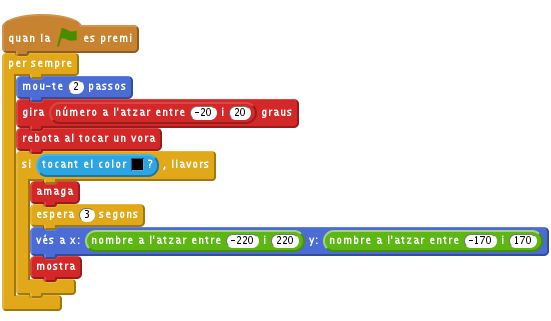 quan la es premi
per sempre
mou-te 2 passos
gira número a l'atzar entre -20 i 20 graus
rebota al tocar un vora
si tocant el color ? , llavors
amaga
espera 3 segons
vés a x: nombre a l'atzar entre -220 i 220 y: nombre a l'atzar entre -170 i 170
mostra